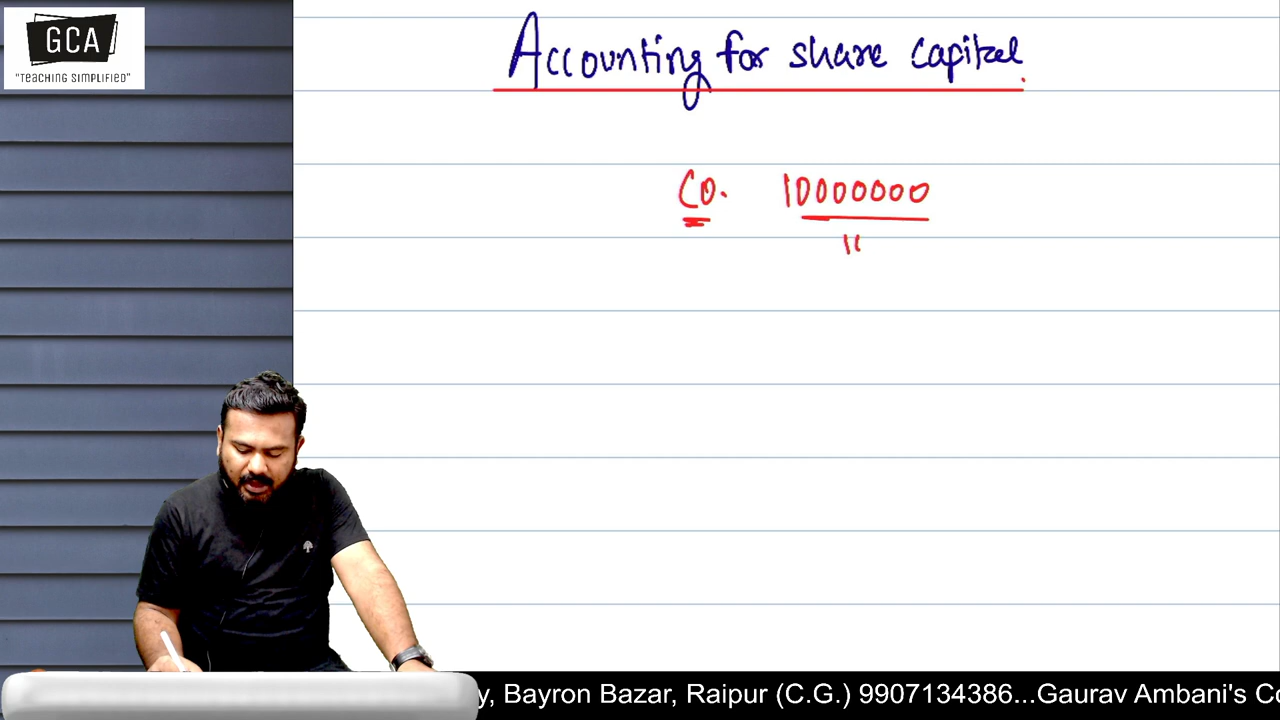 GCA
"TEACHING SIMPLIFIED"
Accounting for share capital
CO. 10000000
y, Bayron Bazar, Raipur (C.G.) 9907134386...Gaurav Ambani's Co